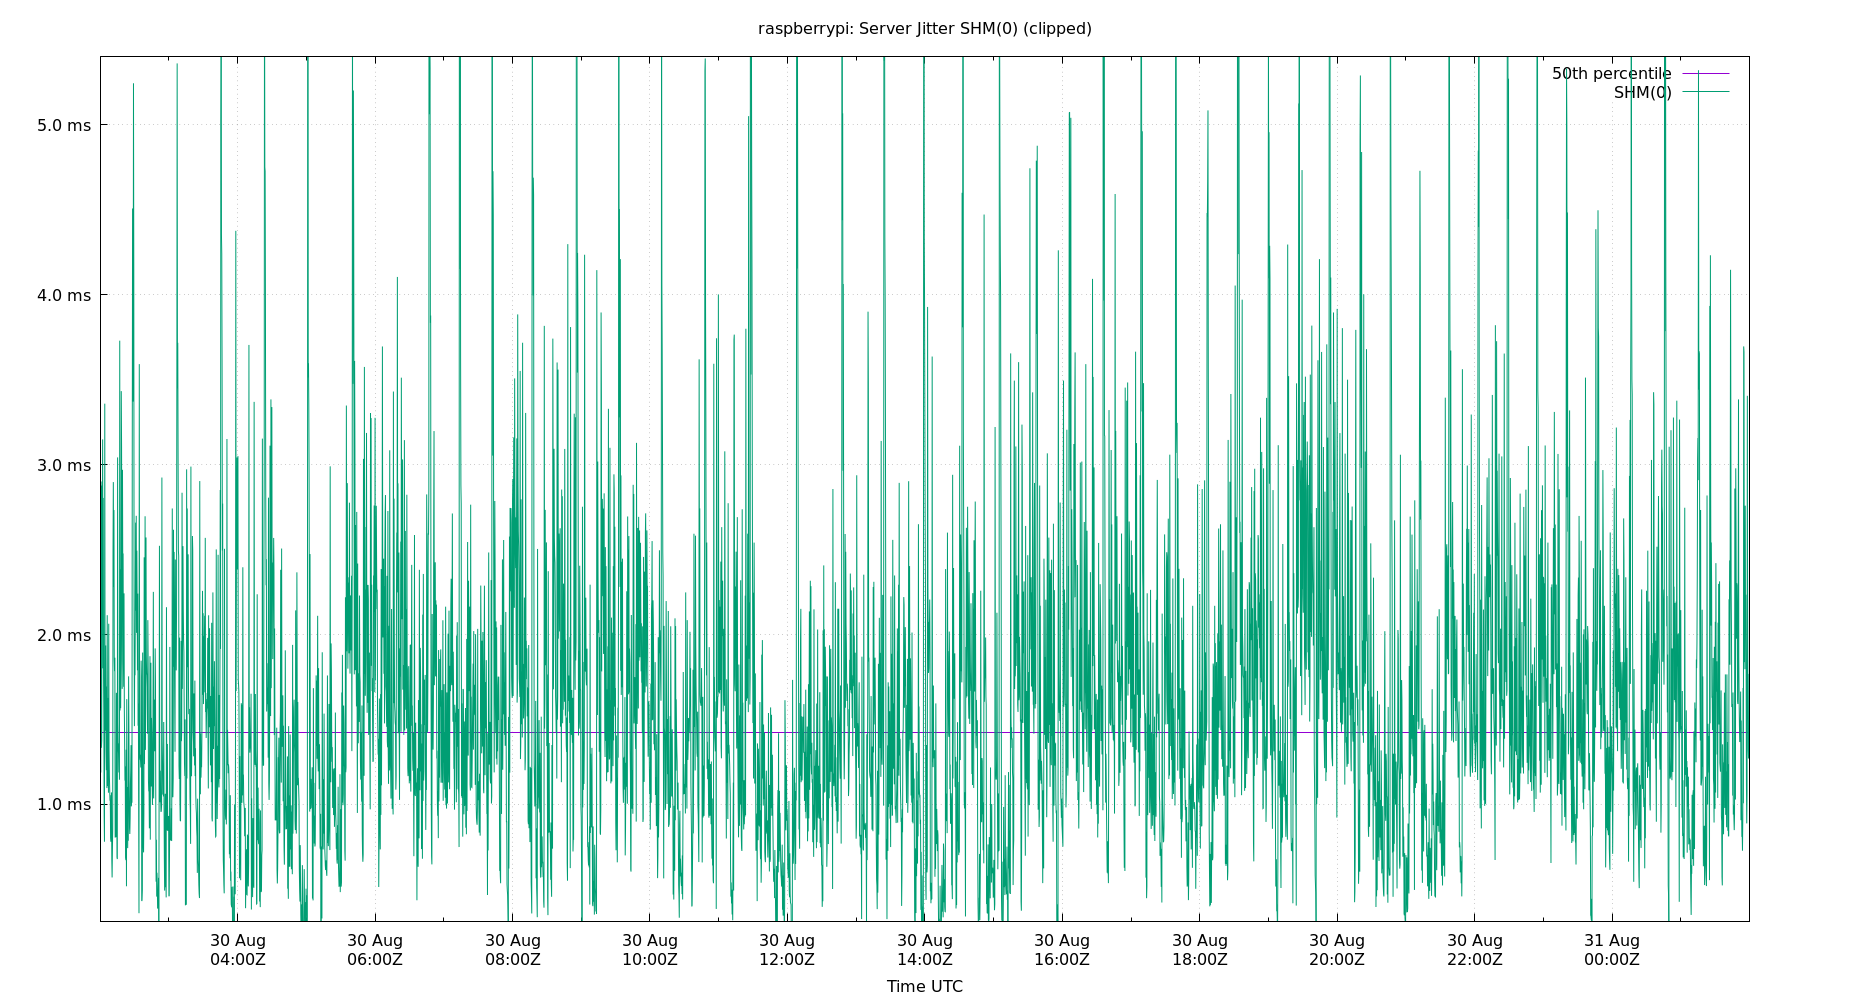 raspberrypi: Server Jitter SHM(0) (clipped)
50th percentile
SHM(0)
5.0 ms
4.0 ms
3.0 ms
2.0 ms
1.0 ms
30 Aug 30 Aug 30 Aug 30 Aug 30 Aug 30 Aug 30 Aug 30 Aug 30 Aug 30 Aug 31 Aug
04:00Z 06:00Z 08:00Z 10:00Z 12:00Z 14:00Z 16:00Z 18:00Z 20:00Z 22:00Z 00:00Z
Time UTC